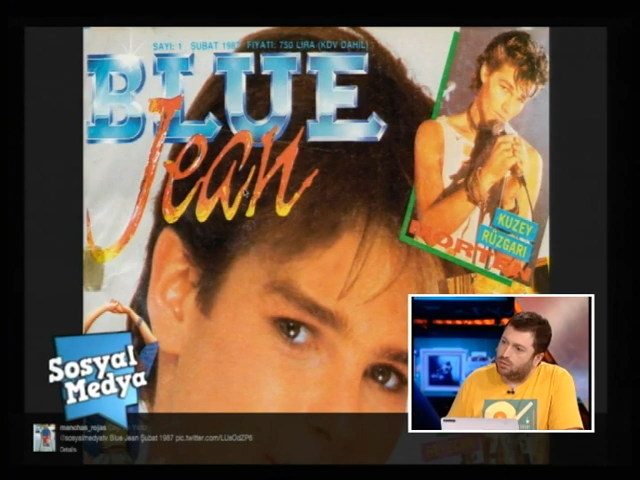 SAYI: 1 ŞUBAT 1987 FİYATI: 750 LİRA (KDV DAHİL)
BLUE
Jean
KUZEY
RÜZGARI
MORTEN
Sosyal
Medya
manchas_rojas
@sosyalmedyatv Blue Jean Şubat 1987 pic.twitter.com/LUsOdZP6
Details